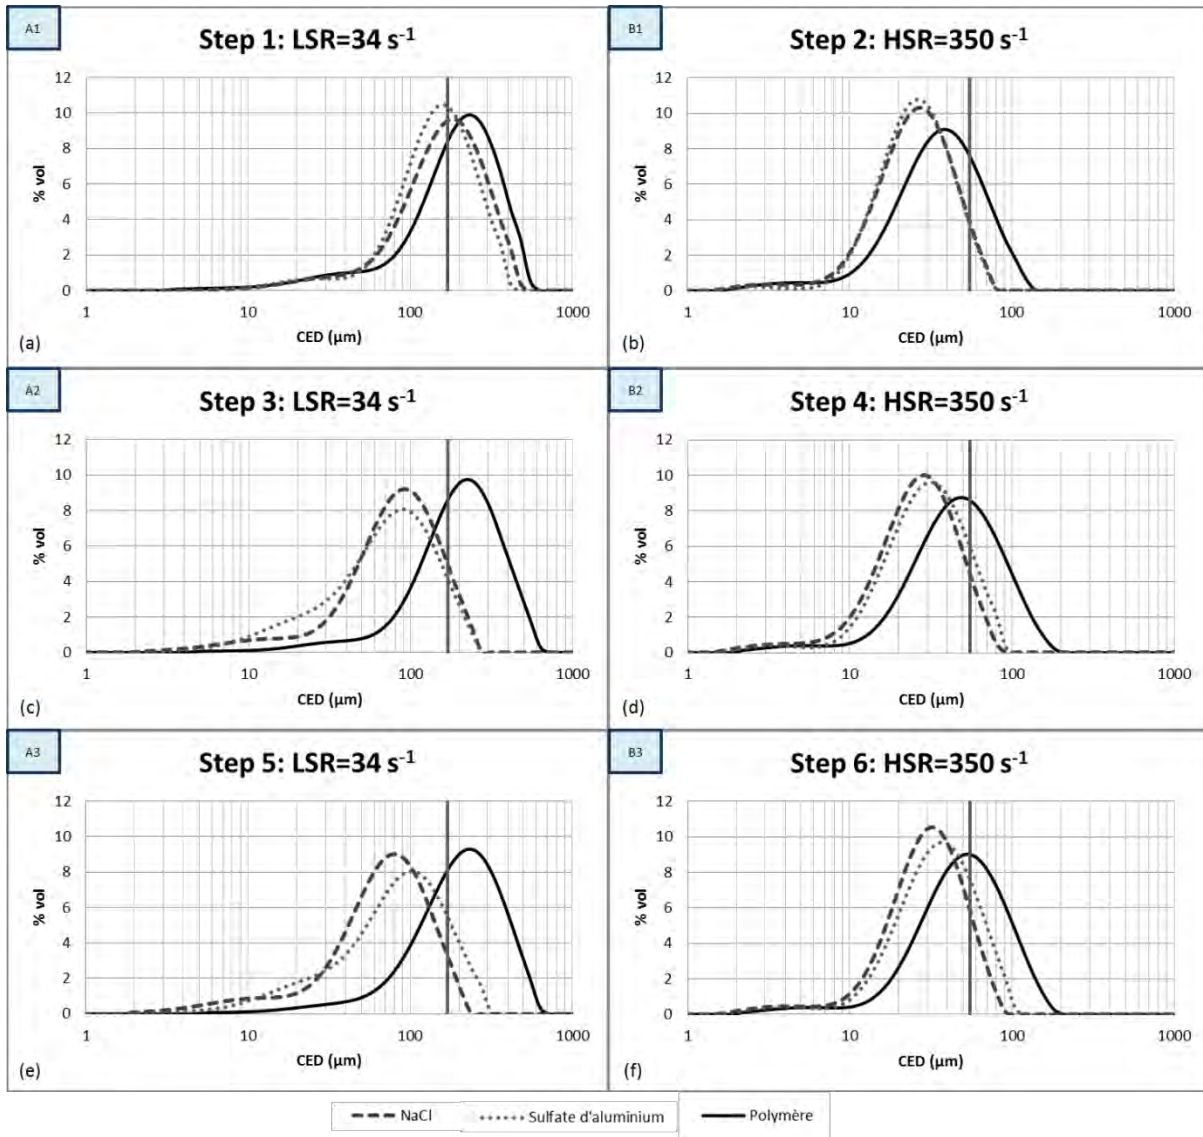 A1
Step 1: LSR=34 s⁻¹
12
10
8
6
4
2
0
% vol
1 10 100 1000
CED (µm)
(a)
B1
Step 2: HSR=350 s⁻¹
12
10
8
6
4
2
0
% vol
1 10 100 1000
CED (µm)
(b)
A2
Step 3: LSR=34 s⁻¹
12
10
8
6
4
2
0
% vol
1 10 100 1000
CED (µm)
(c)
B2
Step 4: HSR=350 s⁻¹
12
10
8
6
4
2
0
% vol
1 10 100 1000
CED (µm)
(d)
A3
Step 5: LSR=34 s⁻¹
12
10
8
6
4
2
0
% vol
1 10 100 1000
CED (µm)
(e)
B3
Step 6: HSR=350 s⁻¹
12
10
8
6
4
2
0
% vol
1 10 100 1000
CED (µm)
(f)
NaCl Sulfate d'aluminium Polymère